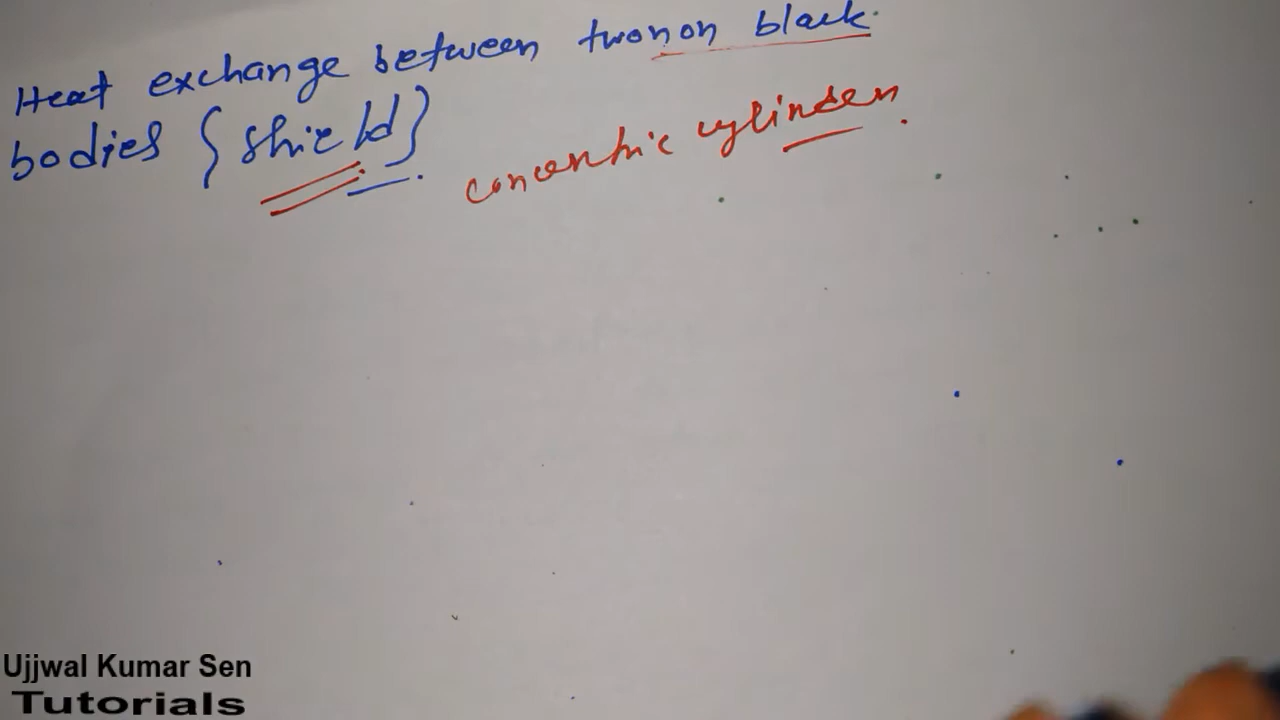 Heat exchange between two non black.
bodies {shield}.
concentric cylinder.
Ujjwal Kumar Sen
Tutorials